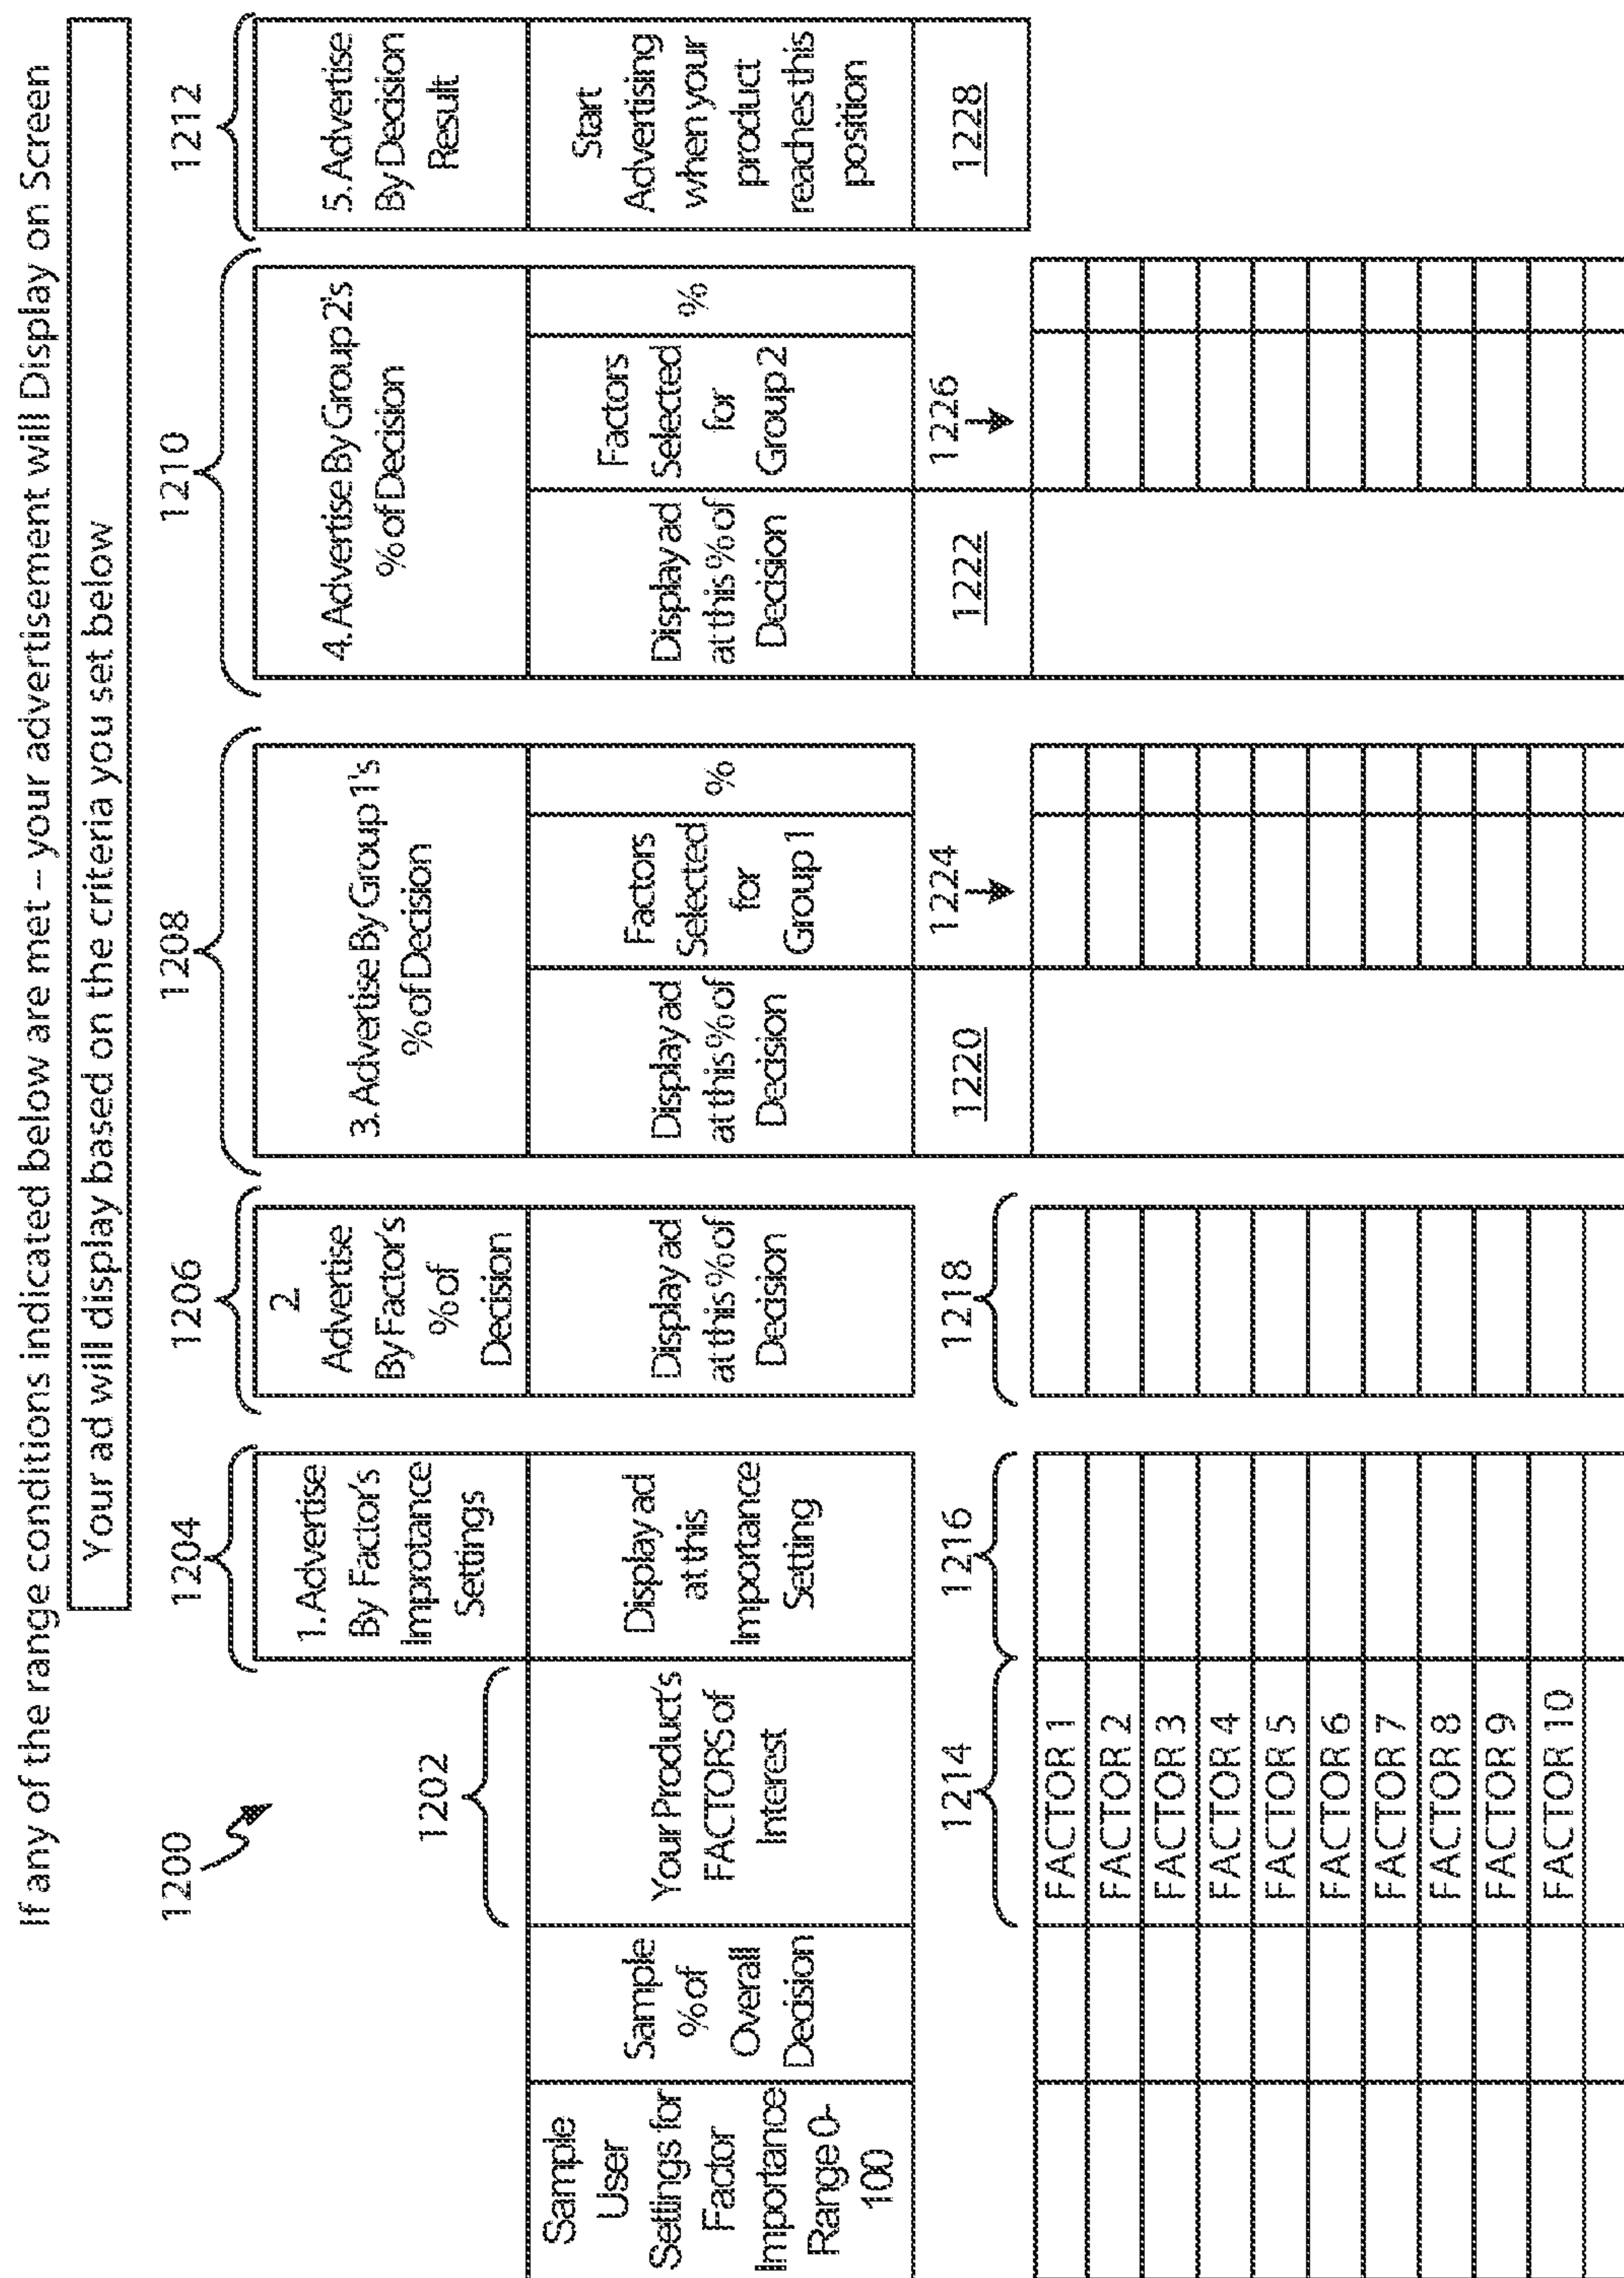 If any of the range conditions indicated below are met – your advertisement will Display on Screen
Your ad will display based on the criteria you set below
1200
1202
1204
1206
1208
1210
1212
1. Advertise
By Factor's
Improtance
Settings
2
Advertise
By Factor's
% of
Decision
3. Advertise By Group 1's
% of Decision
4. Advertise By Group 2's
% of Decision
5. Advertise
By Decision
Result
Sample
User
Settings for
Factor
Importance
Range 0-
100
Sample
% of
Overall
Decision
Your Product's
FACTORS of
Interest
Display ad
at this
Importance
Setting
Display ad
at this % of
Decision
Display ad
at this % of
Decision
Factors
Selected
for
Group 1
%
Display ad
at this % of
Decision
Factors
Selected
for
Group 2
%
Start
Advertising
when your
product
reaches this
position
1214
1216
1218
1220
1224
1222
1226
1228
FACTOR 1
FACTOR 2
FACTOR 3
FACTOR 4
FACTOR 5
FACTOR 6
FACTOR 7
FACTOR 8
FACTOR 9
FACTOR 10